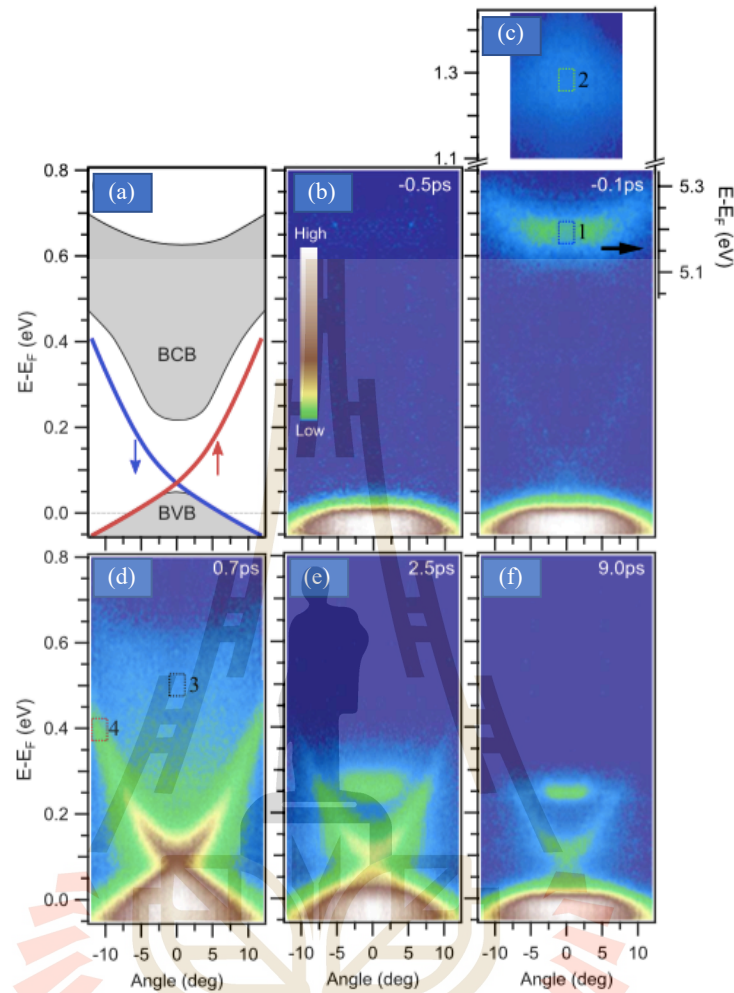 (c)
1.3
2
1.1
0.8
(a)
(b)
-0.5ps
-0.1ps
5.3
High
1
0.6
5.1
E-EF (eV)
BCB
0.4
E-EF (eV)
Low
0.2
0.0
BVB
0.8
(d)
0.7ps
(e)
2.5ps
(f)
9.0ps
0.6
3
4
0.4
E-EF (eV)
0.2
0.0
-10 -5 0 5 10
-10 -5 0 5 10
-10 -5 0 5 10
Angle (deg)
Angle (deg)
Angle (deg)